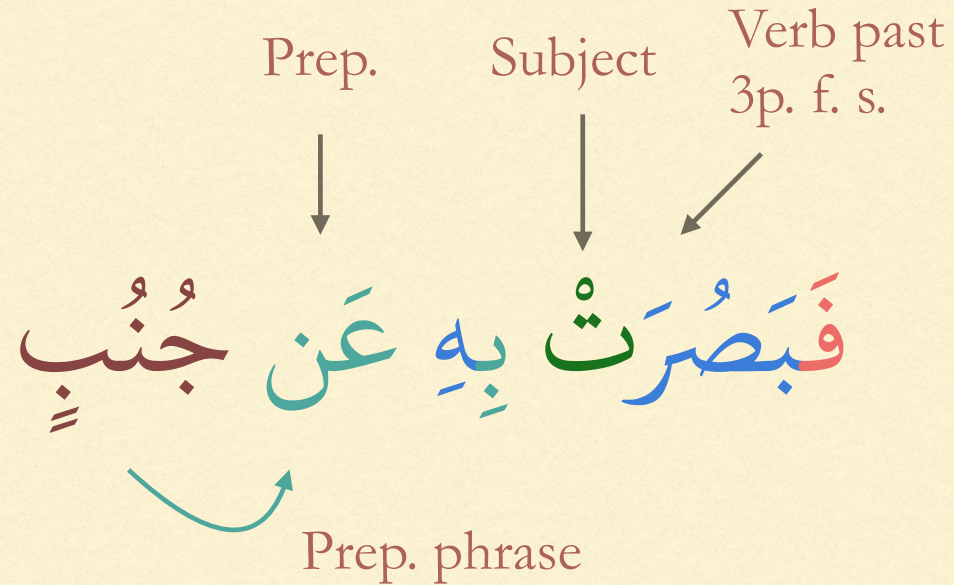 Prep.
Subject
Verb past
3p. f. s.
فَبَصُرَتْ بِهِ عَن جُنُبٍ
Prep. phrase